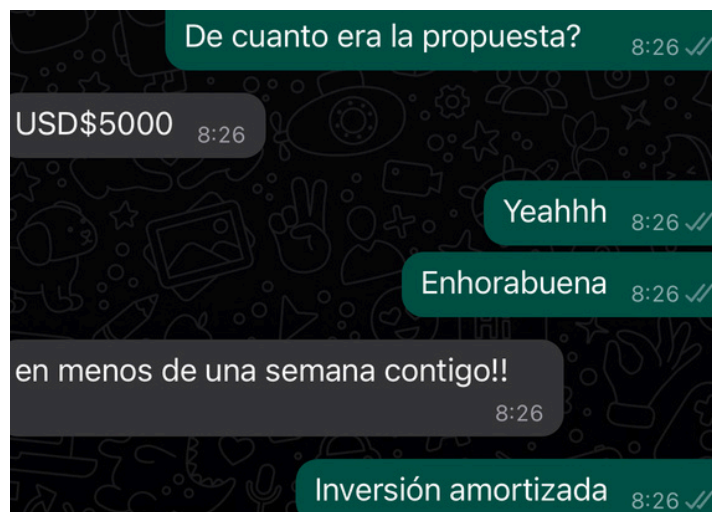 De cuanto era la propuesta? 8:26
USD$5000 8:26
Yeahhh 8:26
Enhorabuena 8:26
en menos de una semana contigo!!
8:26
Inversión amortizada 8:26